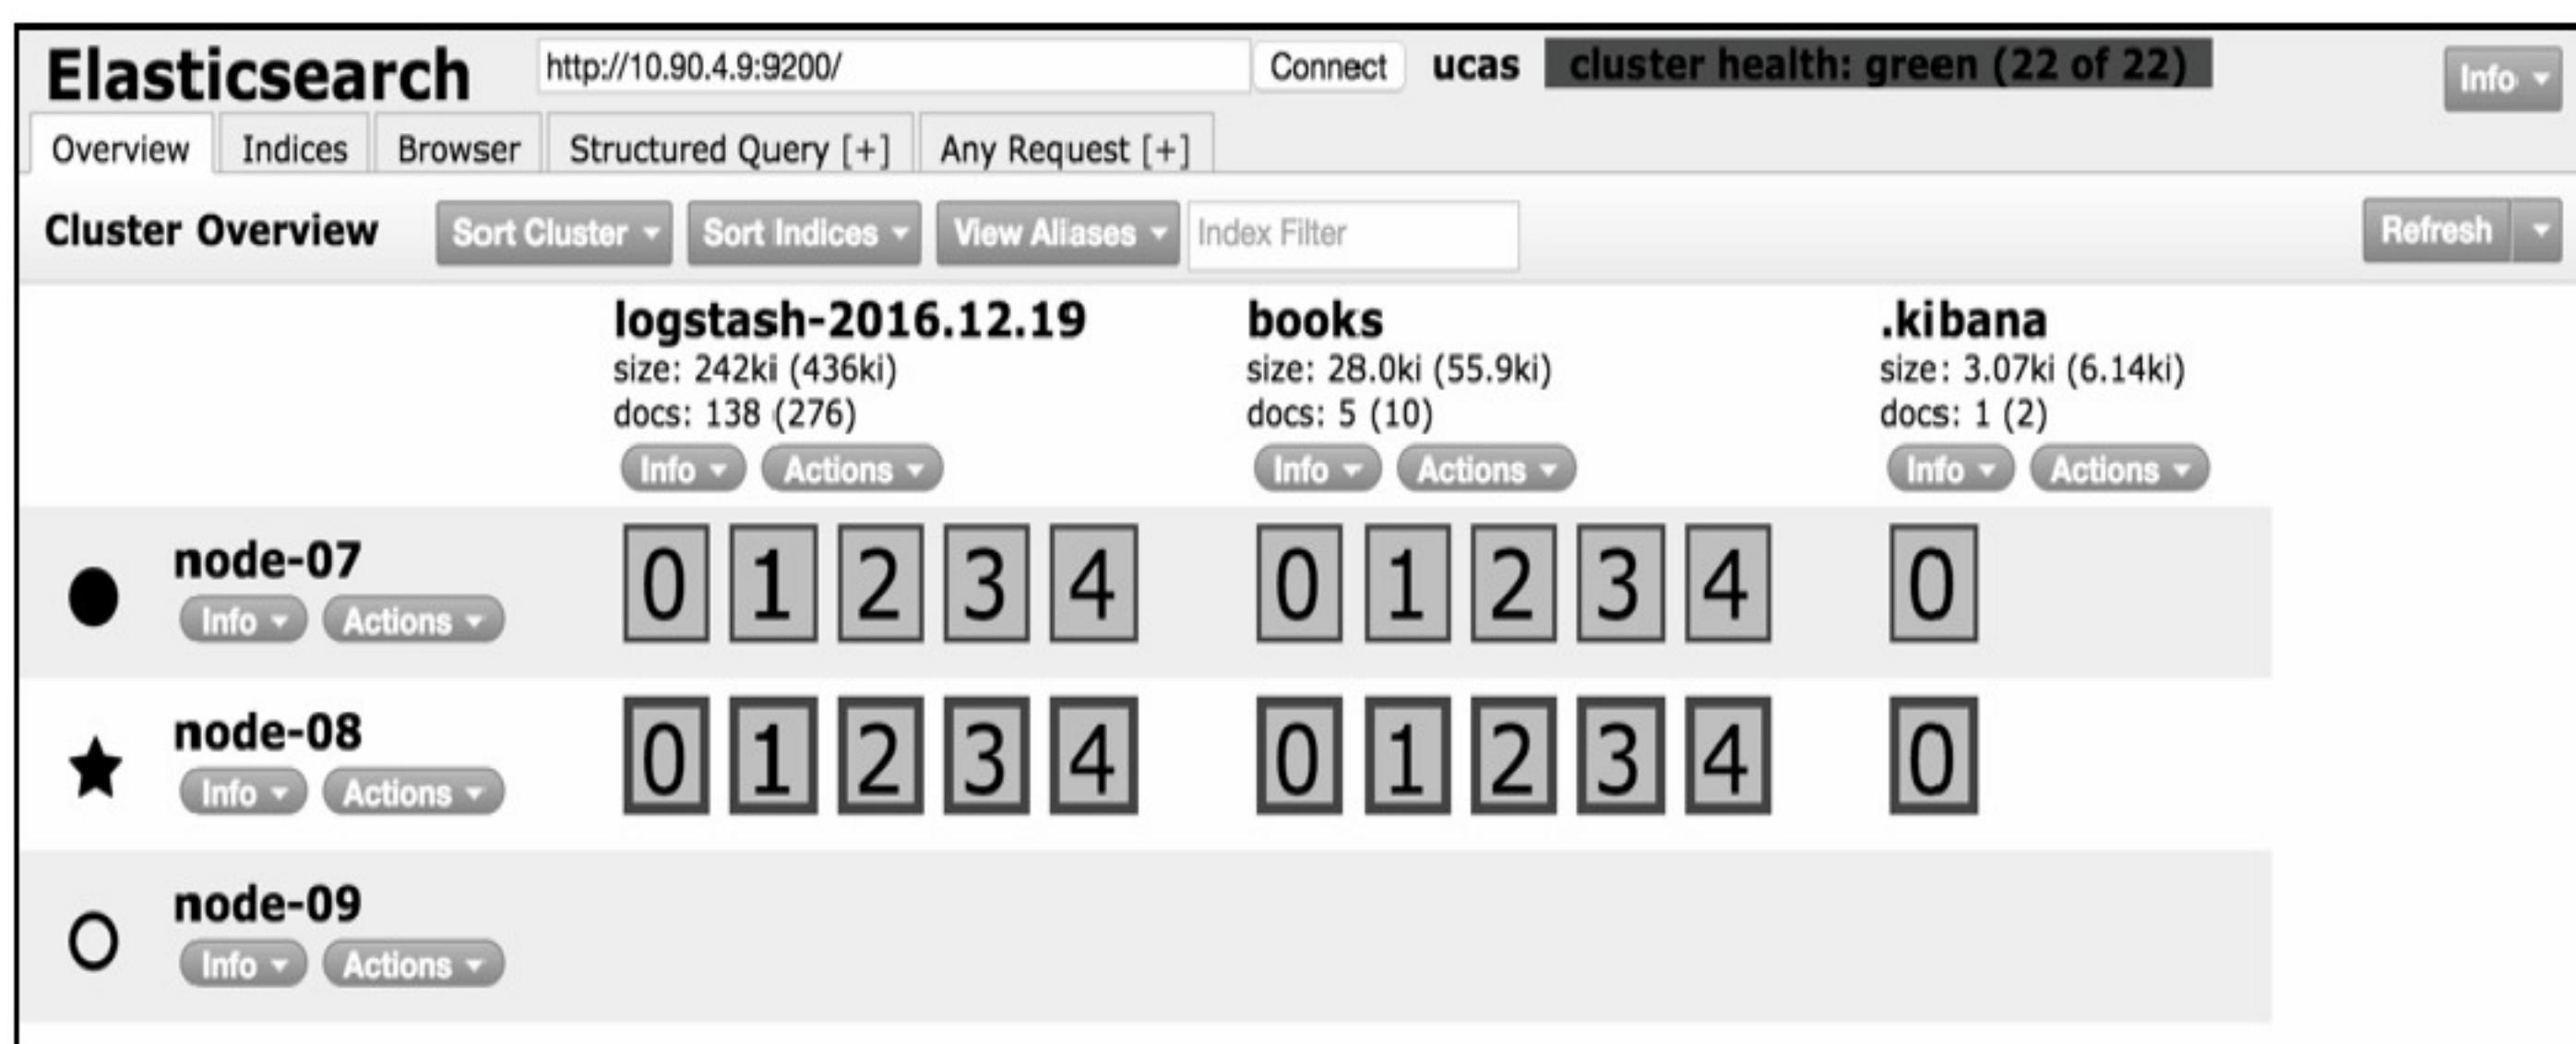 Elasticsearch http://10.90.4.9:9200/ Connect ucas cluster health: green (22 of 22) Info
Overview Indices Browser Structured Query [+] Any Request [+]
Cluster Overview Sort Cluster Sort Indices View Aliases Index Filter Refresh
logstash-2016.12.19 books .kibana
size: 242ki (436ki) size: 28.0ki (55.9ki) size: 3.07ki (6.14ki)
docs: 138 (276) docs: 5 (10) docs: 1 (2)
Info Actions Info Actions Info Actions
node-07 0 1 2 3 4 0 1 2 3 4 0
Info Actions
node-08 0 1 2 3 4 0 1 2 3 4 0
Info Actions
node-09
Info Actions